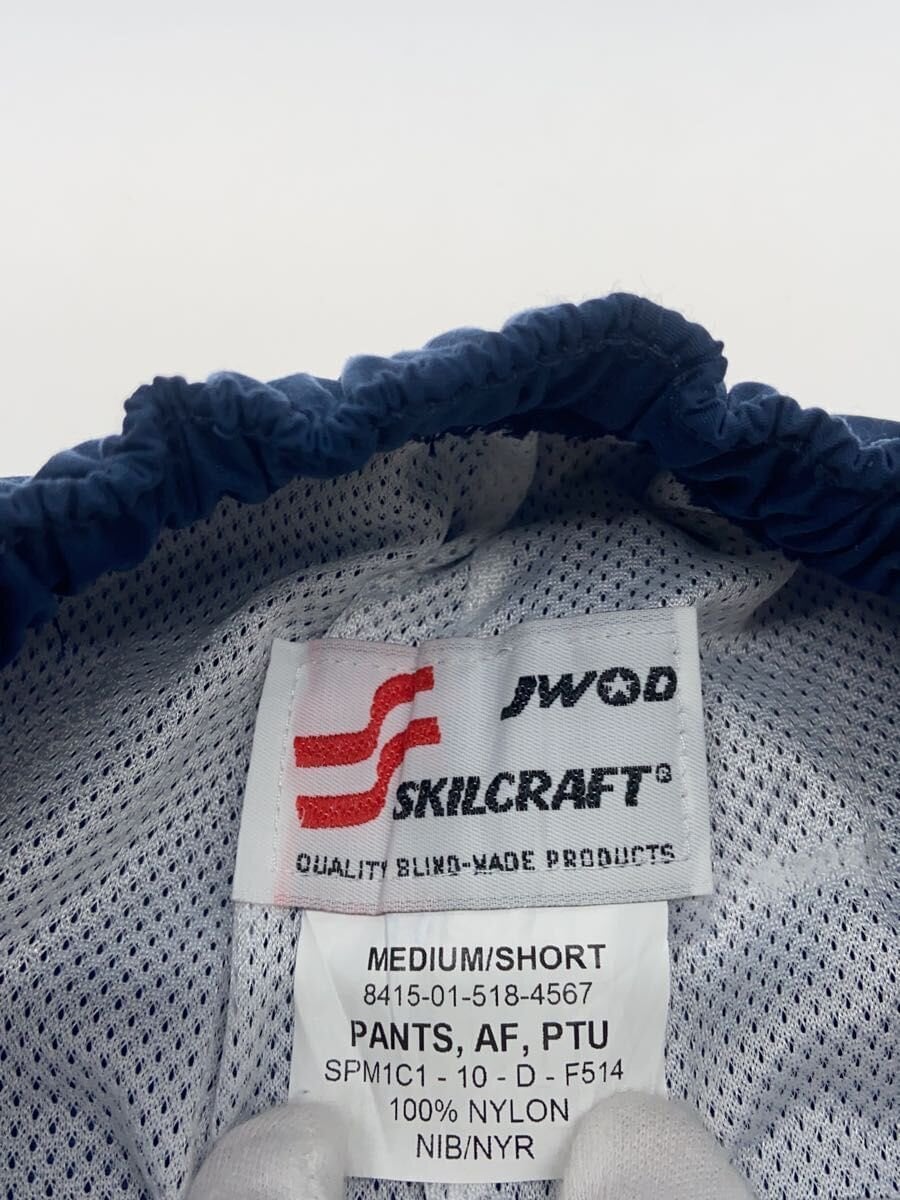 JWOD
SKILCRAFT®
QUALITY BLIND-MADE PRODUCTS
MEDIUM/SHORT
8415-01-518-4567
PANTS, AF, PTU
SPM1C1 - 10 - D - F514
100% NYLON
NIB/NYR